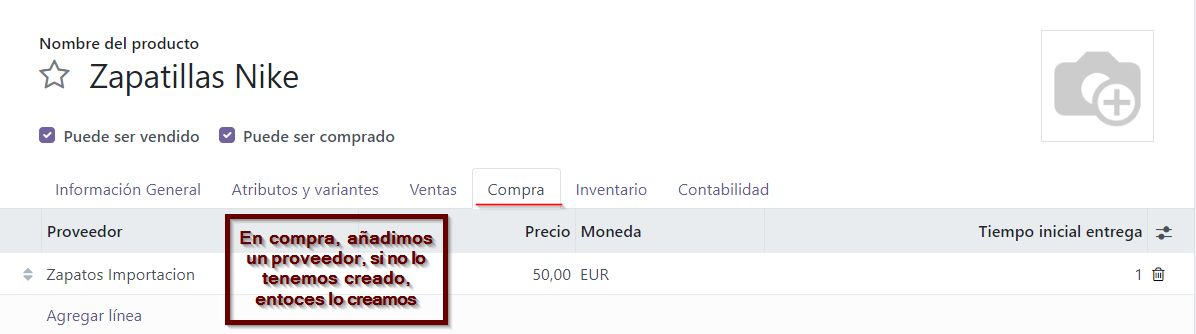 Nombre del producto
Zapatillas Nike
Puede ser vendido Puede ser comprado
Información General Atributos y variantes Ventas Compra Inventario Contabilidad
Proveedor Precio Moneda Tiempo inicial entrega
En compra, añadimos
un proveedor, si no lo
tenemos creado,
entoces lo creamos
Zapatos Importacion 50,00 EUR 1
Agregar línea